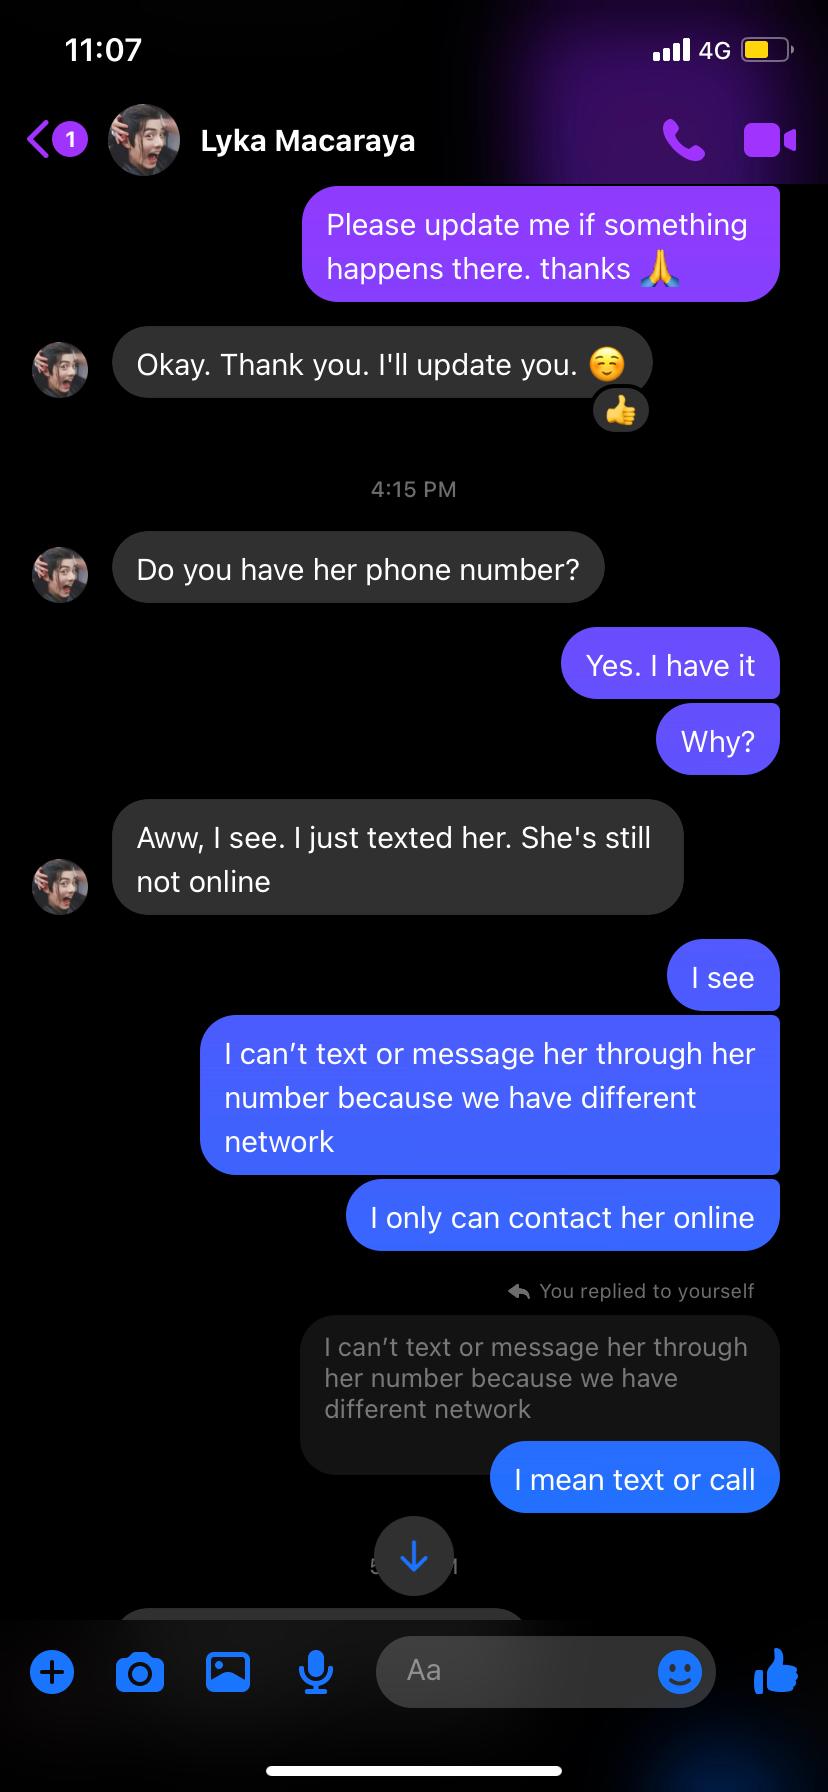 11:07
4G
1
Lyka Macaraya
Please update me if something
happens there. thanks 🙏
Okay. Thank you. I'll update you. ☺️
👍
4:15 PM
Do you have her phone number?
Yes. I have it
Why?
Aww, I see. I just texted her. She's still
not online
I see
I can’t text or message her through her
number because we have different
network
I only can contact her online
You replied to yourself
I can’t text or message her through
her number because we have
different network
I mean text or call
Aa